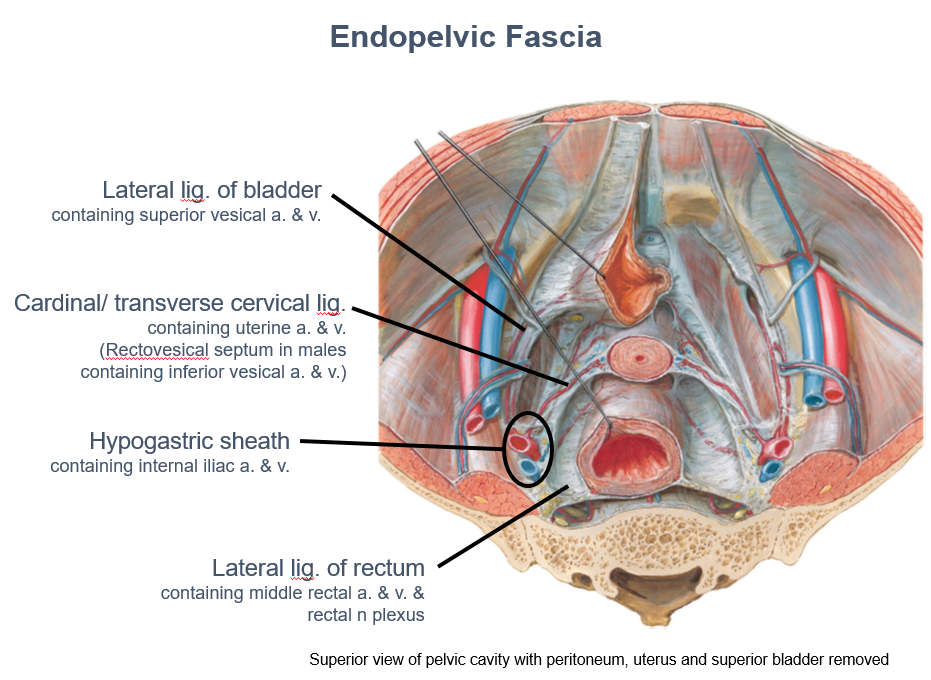 Endopelvic Fascia
Lateral lig. of bladder
containing superior vesical a. & v.
Cardinal/ transverse cervical lig.
containing uterine a. & v.
(Rectovesical septum in males
containing inferior vesical a. & v.)
Hypogastric sheath
containing internal iliac a. & v.
Lateral lig. of rectum
containing middle rectal a. & v. &
rectal n plexus
Superior view of pelvic cavity with peritoneum, uterus and superior bladder removed